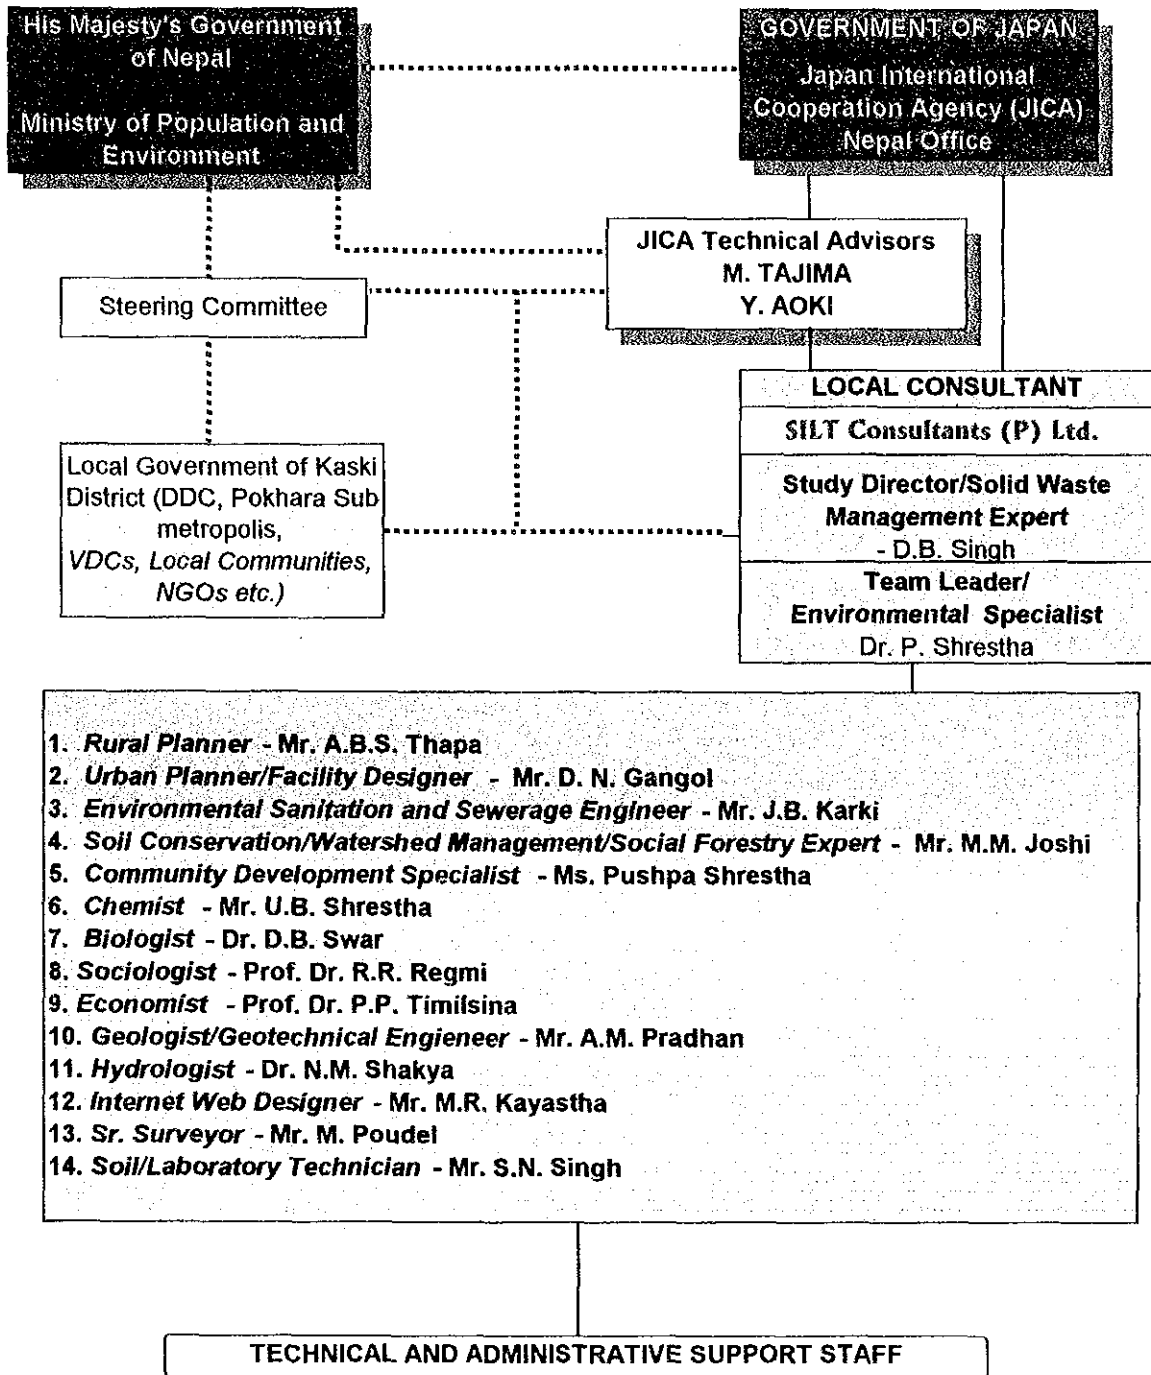 His Majesty's Government
of Nepal
Ministry of Population and
Environment
GOVERNMENT OF JAPAN
Japan International
Cooperation Agency (JICA)
Nepal Office
JICA Technical Advisors
M. TAJIMA
Y. AOKI
Steering Committee
LOCAL CONSULTANT
SILT Consultants (P) Ltd.
Study Director/Solid Waste
Management Expert
- D.B. Singh
Team Leader/
Environmental Specialist
Dr. P. Shrestha
Local Government of Kaski
District (DDC, Pokhara Sub
metropolis,
VDCs, Local Communities,
NGOs etc.)
1. Rural Planner - Mr. A.B.S. Thapa
2. Urban Planner/Facility Designer - Mr. D. N. Gangol
3. Environmental Sanitation and Sewerage Engineer - Mr. J.B. Karki
4. Soil Conservation/Watershed Management/Social Forestry Expert - Mr. M.M. Joshi
5. Community Development Specialist - Ms. Pushpa Shrestha
6. Chemist - Mr. U.B. Shrestha
7. Biologist - Dr. D.B. Swar
8. Sociologist - Prof. Dr. R.R. Regmi
9. Economist - Prof. Dr. P.P. Timilsina
10. Geologist/Geotechnical Engieneer - Mr. A.M. Pradhan
11. Hydrologist - Dr. N.M. Shakya
12. Internet Web Designer - Mr. M.R. Kayastha
13. Sr. Surveyor - Mr. M. Poudel
14. Soil/Laboratory Technician - Mr. S.N. Singh
TECHNICAL AND ADMINISTRATIVE SUPPORT STAFF